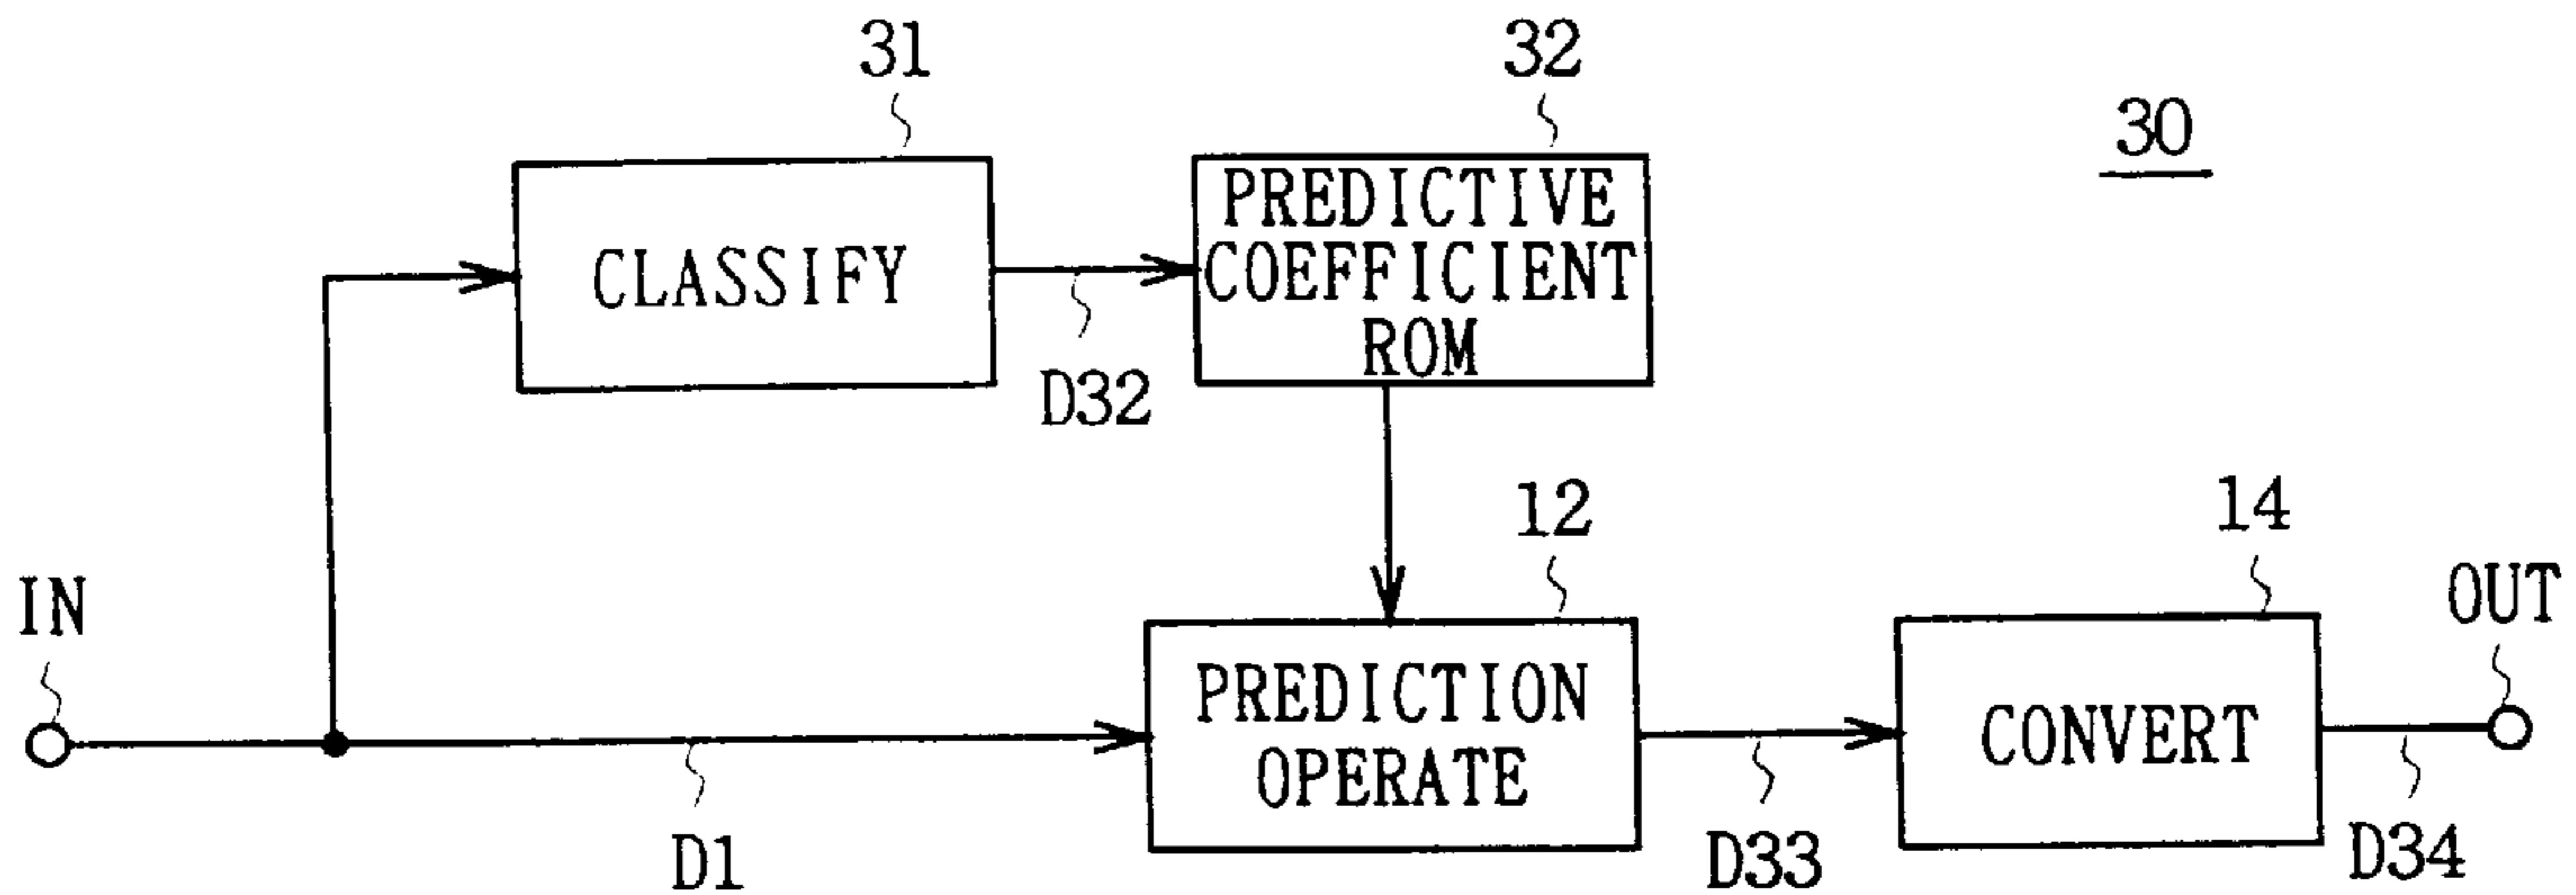 31
32
30
CLASSIFY
PREDICTIVE
COEFFICIENT
ROM
D32
12
14
IN
OUT
PREDICTION
OPERATE
CONVERT
D1
D33
D34